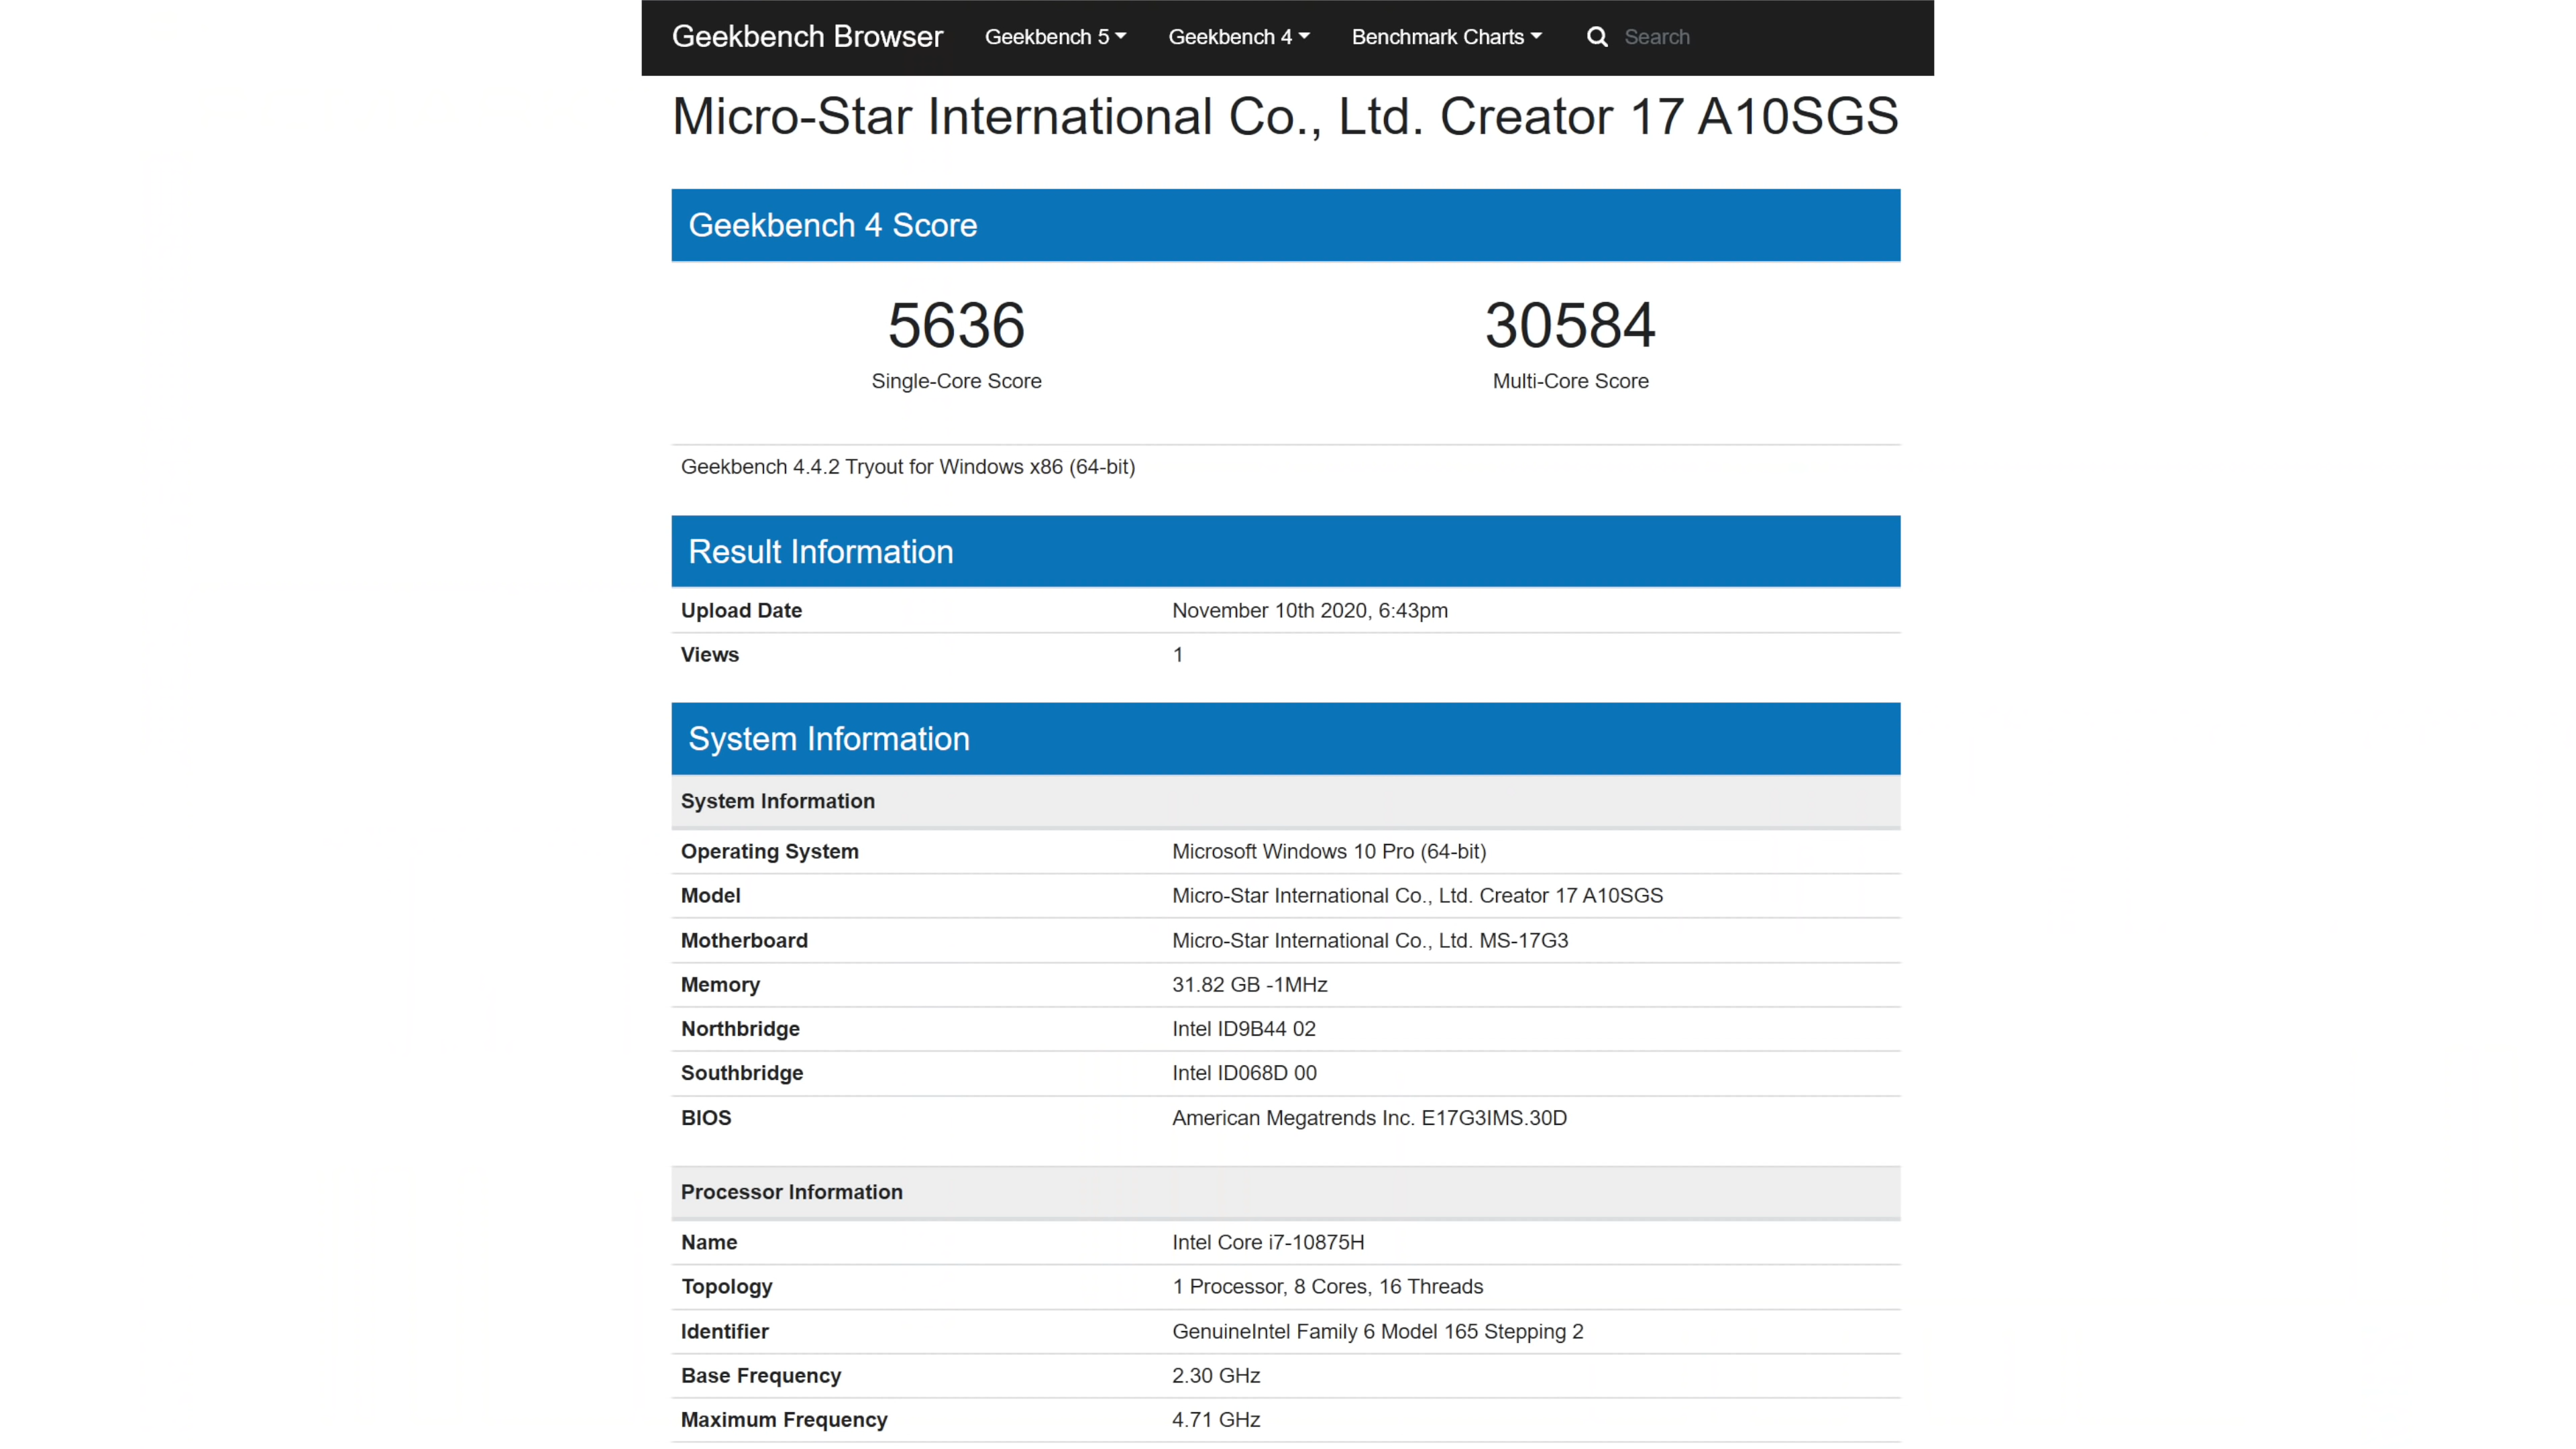 Geekbench Browser Geekbench 5 Geekbench 4 Benchmark Charts Search
Micro-Star International Co., Ltd. Creator 17 A10SGS
Geekbench 4 Score
5636 30584
Single-Core Score Multi-Core Score
Geekbench 4.4.2 Tryout for Windows x86 (64-bit)
Result Information
Upload Date November 10th 2020, 6:43pm
Views 1
System Information
System Information
Operating System Microsoft Windows 10 Pro (64-bit)
Model Micro-Star International Co., Ltd. Creator 17 A10SGS
Motherboard Micro-Star International Co., Ltd. MS-17G3
Memory 31.82 GB -1MHz
Northbridge Intel ID9B44 02
Southbridge Intel ID068D 00
BIOS American Megatrends Inc. E17G3IMS.30D
Processor Information
Name Intel Core i7-10875H
Topology 1 Processor, 8 Cores, 16 Threads
Identifier GenuineIntel Family 6 Model 165 Stepping 2
Base Frequency 2.30 GHz
Maximum Frequency 4.71 GHz